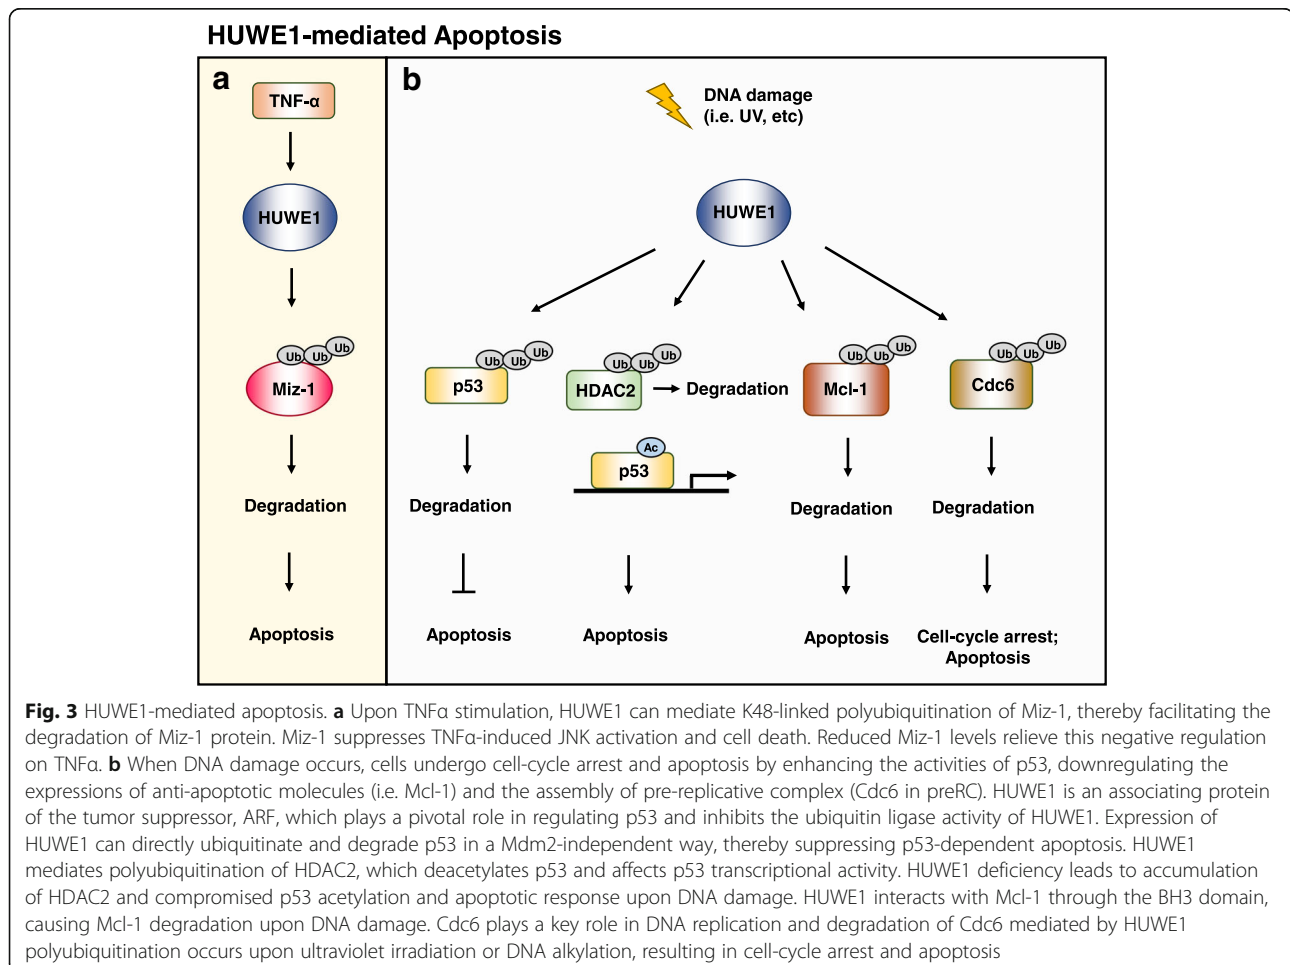 HUWE1-mediated Apoptosis
a
TNF-α
HUWE1
Ub Ub Ub
Miz-1
Degradation
Apoptosis
b
DNA damage
(i.e. UV, etc)
HUWE1
Ub Ub Ub
p53
Degradation
Apoptosis
Ub Ub Ub
HDAC2
Degradation
Ac
p53
Apoptosis
Ub Ub Ub
Mcl-1
Degradation
Apoptosis
Ub Ub Ub
Cdc6
Degradation
Cell-cycle arrest;
Apoptosis
Fig. 3 HUWE1-mediated apoptosis. a Upon TNFα stimulation, HUWE1 can mediate K48-linked polyubiquitination of Miz-1, thereby facilitating the
degradation of Miz-1 protein. Miz-1 suppresses TNFα-induced JNK activation and cell death. Reduced Miz-1 levels relieve this negative regulation
on TNFα. b When DNA damage occurs, cells undergo cell-cycle arrest and apoptosis by enhancing the activities of p53, downregulating the
expressions of anti-apoptotic molecules (i.e. Mcl-1) and the assembly of pre-replicative complex (Cdc6 in preRC). HUWE1 is an associating protein
of the tumor suppressor, ARF, which plays a pivotal role in regulating p53 and inhibits the ubiquitin ligase activity of HUWE1. Expression of
HUWE1 can directly ubiquitinate and degrade p53 in a Mdm2-independent way, thereby suppressing p53-dependent apoptosis. HUWE1
mediates polyubiquitination of HDAC2, which deacetylates p53 and affects p53 transcriptional activity. HUWE1 deficiency leads to accumulation
of HDAC2 and compromised p53 acetylation and apoptotic response upon DNA damage. HUWE1 interacts with Mcl-1 through the BH3 domain,
causing Mcl-1 degradation upon DNA damage. Cdc6 plays a key role in DNA replication and degradation of Cdc6 mediated by HUWE1
polyubiquitination occurs upon ultraviolet irradiation or DNA alkylation, resulting in cell-cycle arrest and apoptosis